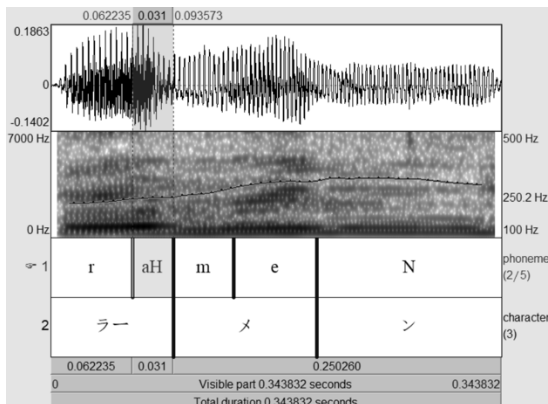 0.062235 0.031 0.093573
0.1863
0
-0.1402
7000 Hz 500 Hz
250.2 Hz
0 Hz 100 Hz
1 r aH m e N phoneme (2/5)
2 ラー メ ン character (3)
0.062235 0.031 0.250260
0 Visible part 0.343832 seconds 0.343832
Total duration 0.343832 seconds